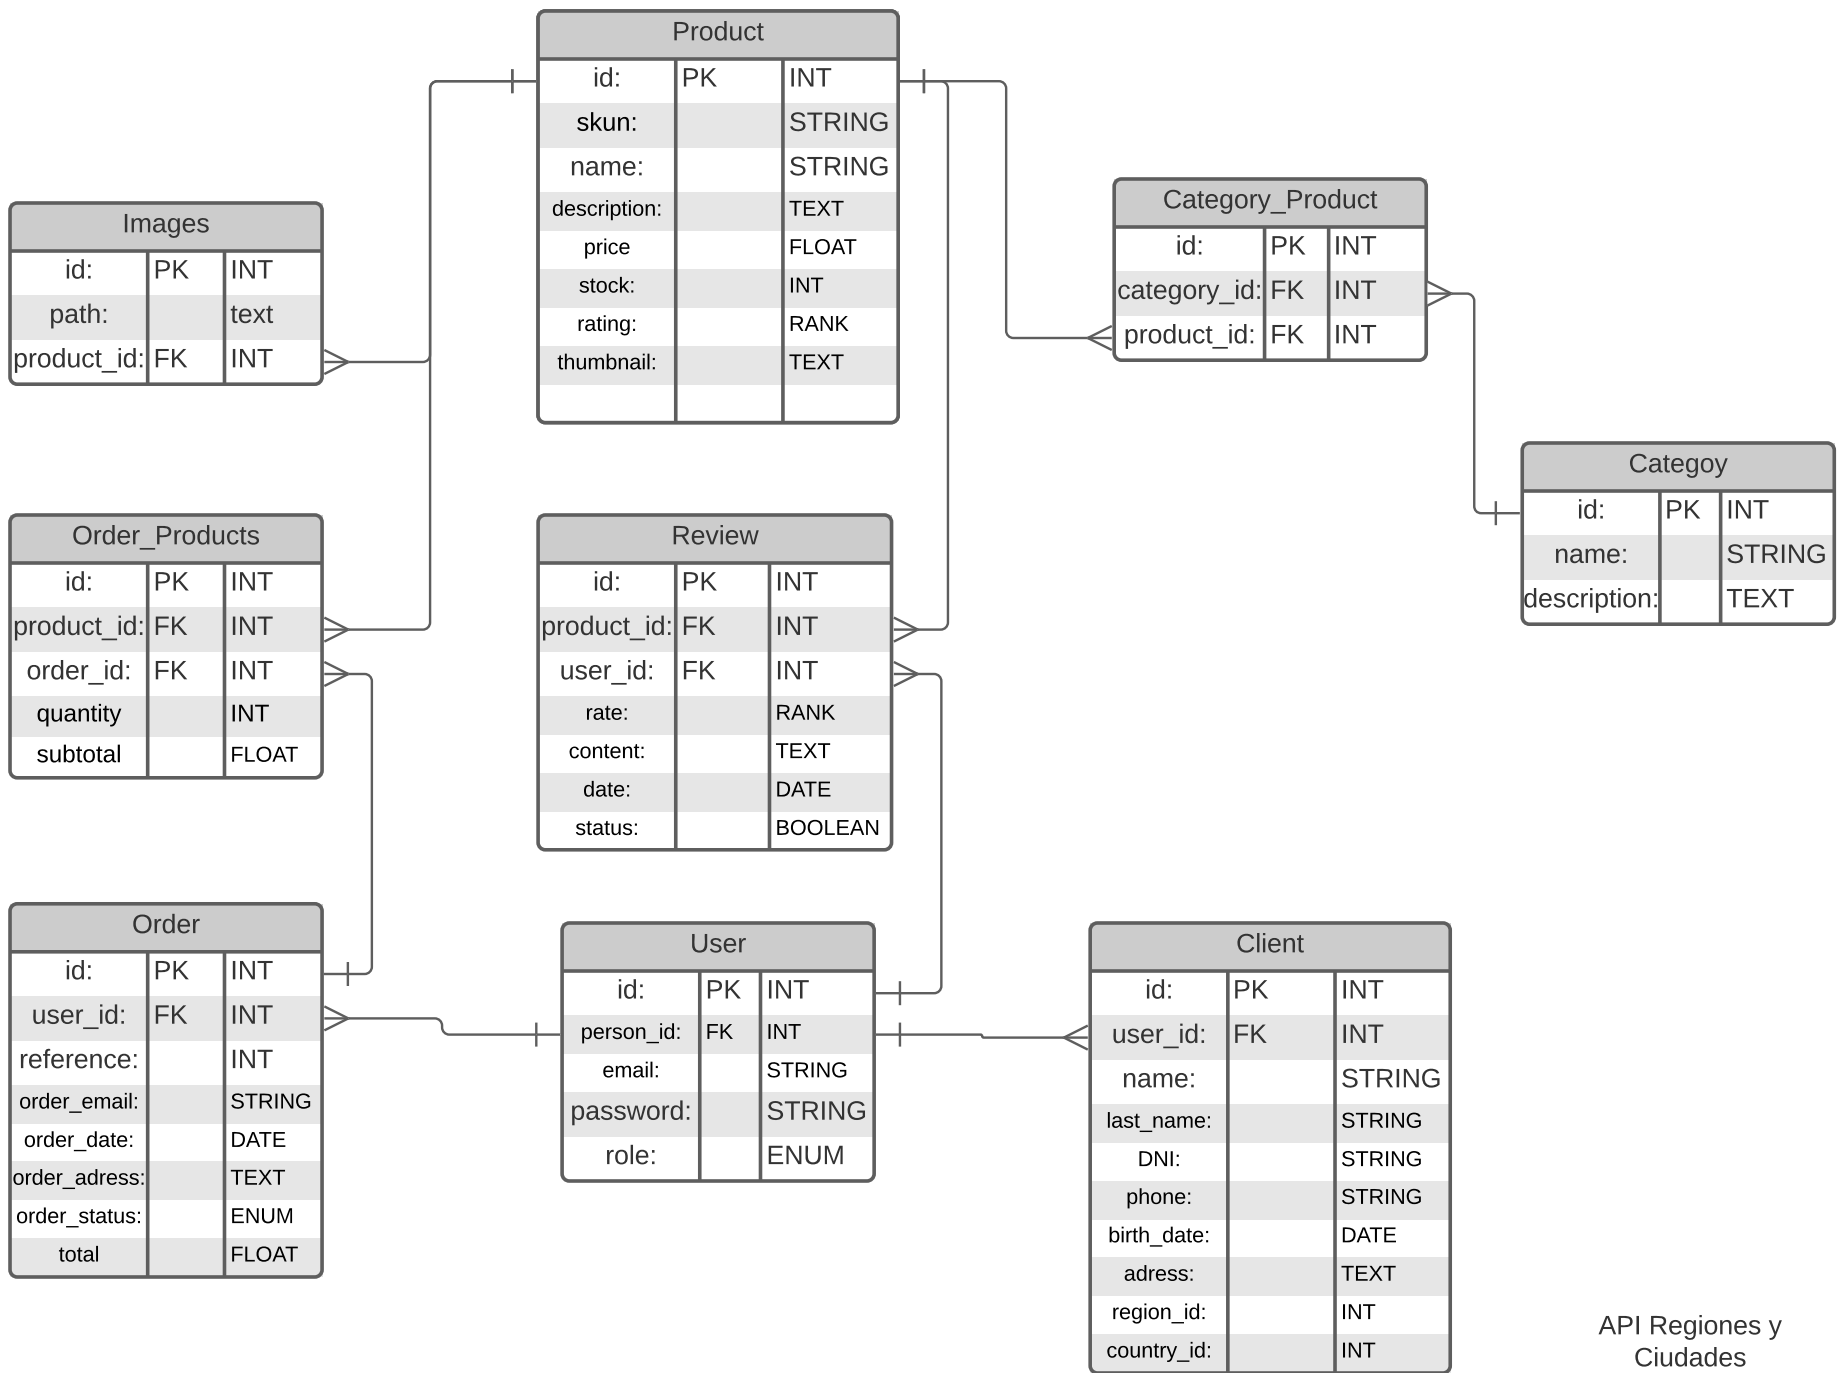 Product
id: PK INT
skun: STRING
name: STRING
description: TEXT
price FLOAT
stock: INT
rating: RANK
thumbnail: TEXT
Images
id: PK INT
path: text
product_id: FK INT
Category_Product
id: PK INT
category_id: FK INT
product_id: FK INT
Categoy
id: PK INT
name: STRING
description: TEXT
Order_Products
id: PK INT
product_id: FK INT
order_id: FK INT
quantity INT
subtotal FLOAT
Review
id: PK INT
product_id: FK INT
user_id: FK INT
rate: RANK
content: TEXT
date: DATE
status: BOOLEAN
Order
id: PK INT
user_id: FK INT
reference: INT
order_email: STRING
order_date: DATE
order_adress: TEXT
order_status: ENUM
total FLOAT
User
id: PK INT
person_id: FK INT
email: STRING
password: STRING
role: ENUM
Client
id: PK INT
user_id: FK INT
name: STRING
last_name: STRING
DNI: STRING
phone: STRING
birth_date: DATE
adress: TEXT
region_id: INT
country_id: INT
API Regiones y
Ciudades